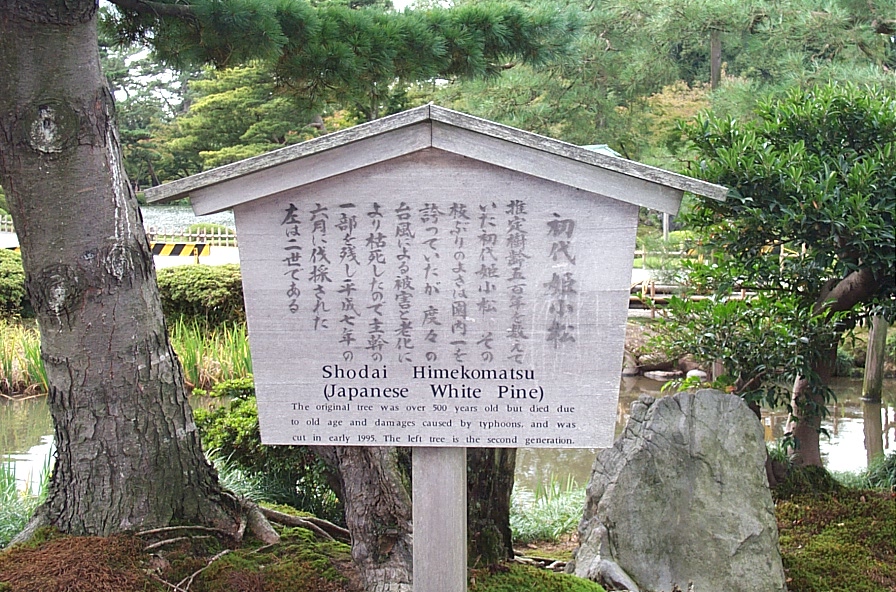 初代 姫小松
推定樹齢五百年を数えて
いた初代姫小松 その
枝ぶりのよさは国内一を
誇っていたが 度々の
台風による被害と老化に
より枯死したので主幹の
一部を残し平成七年の
六月に伐採された
左は二世である
Shodai Himekomatsu
(Japanese White Pine)
The original tree was over 500 years old but died due
to old age and damages caused by typhoons, and was
cut in early 1995. The left tree is the second generation.